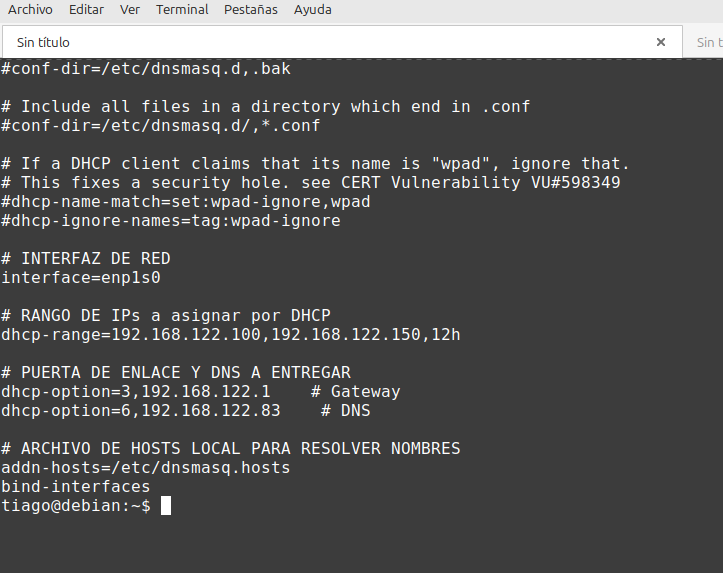 Archivo Editar Ver Terminal Pestañas Ayuda
Sin título × Sin t
#conf-dir=/etc/dnsmasq.d,.bak
# Include all files in a directory which end in .conf
#conf-dir=/etc/dnsmasq.d/,*.conf
# If a DHCP client claims that its name is "wpad", ignore that.
# This fixes a security hole. see CERT Vulnerability VU#598349
#dhcp-name-match=set:wpad-ignore,wpad
#dhcp-ignore-names=tag:wpad-ignore
# INTERFAZ DE RED
interface=enp1s0
# RANGO DE IPs a asignar por DHCP
dhcp-range=192.168.122.100,192.168.122.150,12h
# PUERTA DE ENLACE Y DNS A ENTREGAR
dhcp-option=3,192.168.122.1    # Gateway
dhcp-option=6,192.168.122.83     # DNS
# ARCHIVO DE HOSTS LOCAL PARA RESOLVER NOMBRES
addn-hosts=/etc/dnsmasq.hosts
bind-interfaces
tiago@debian:~$